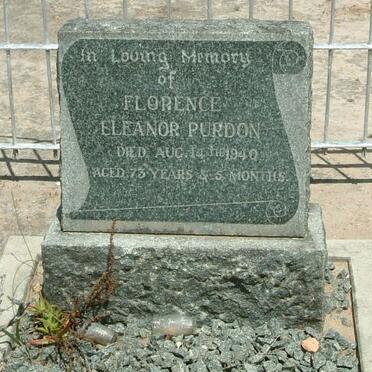 In Loving Memory
of
FLORENCE
ELEANOR PURDON
DIED AUG. 14TH 1940
AGED 73 YEARS & 5 MONTHS.